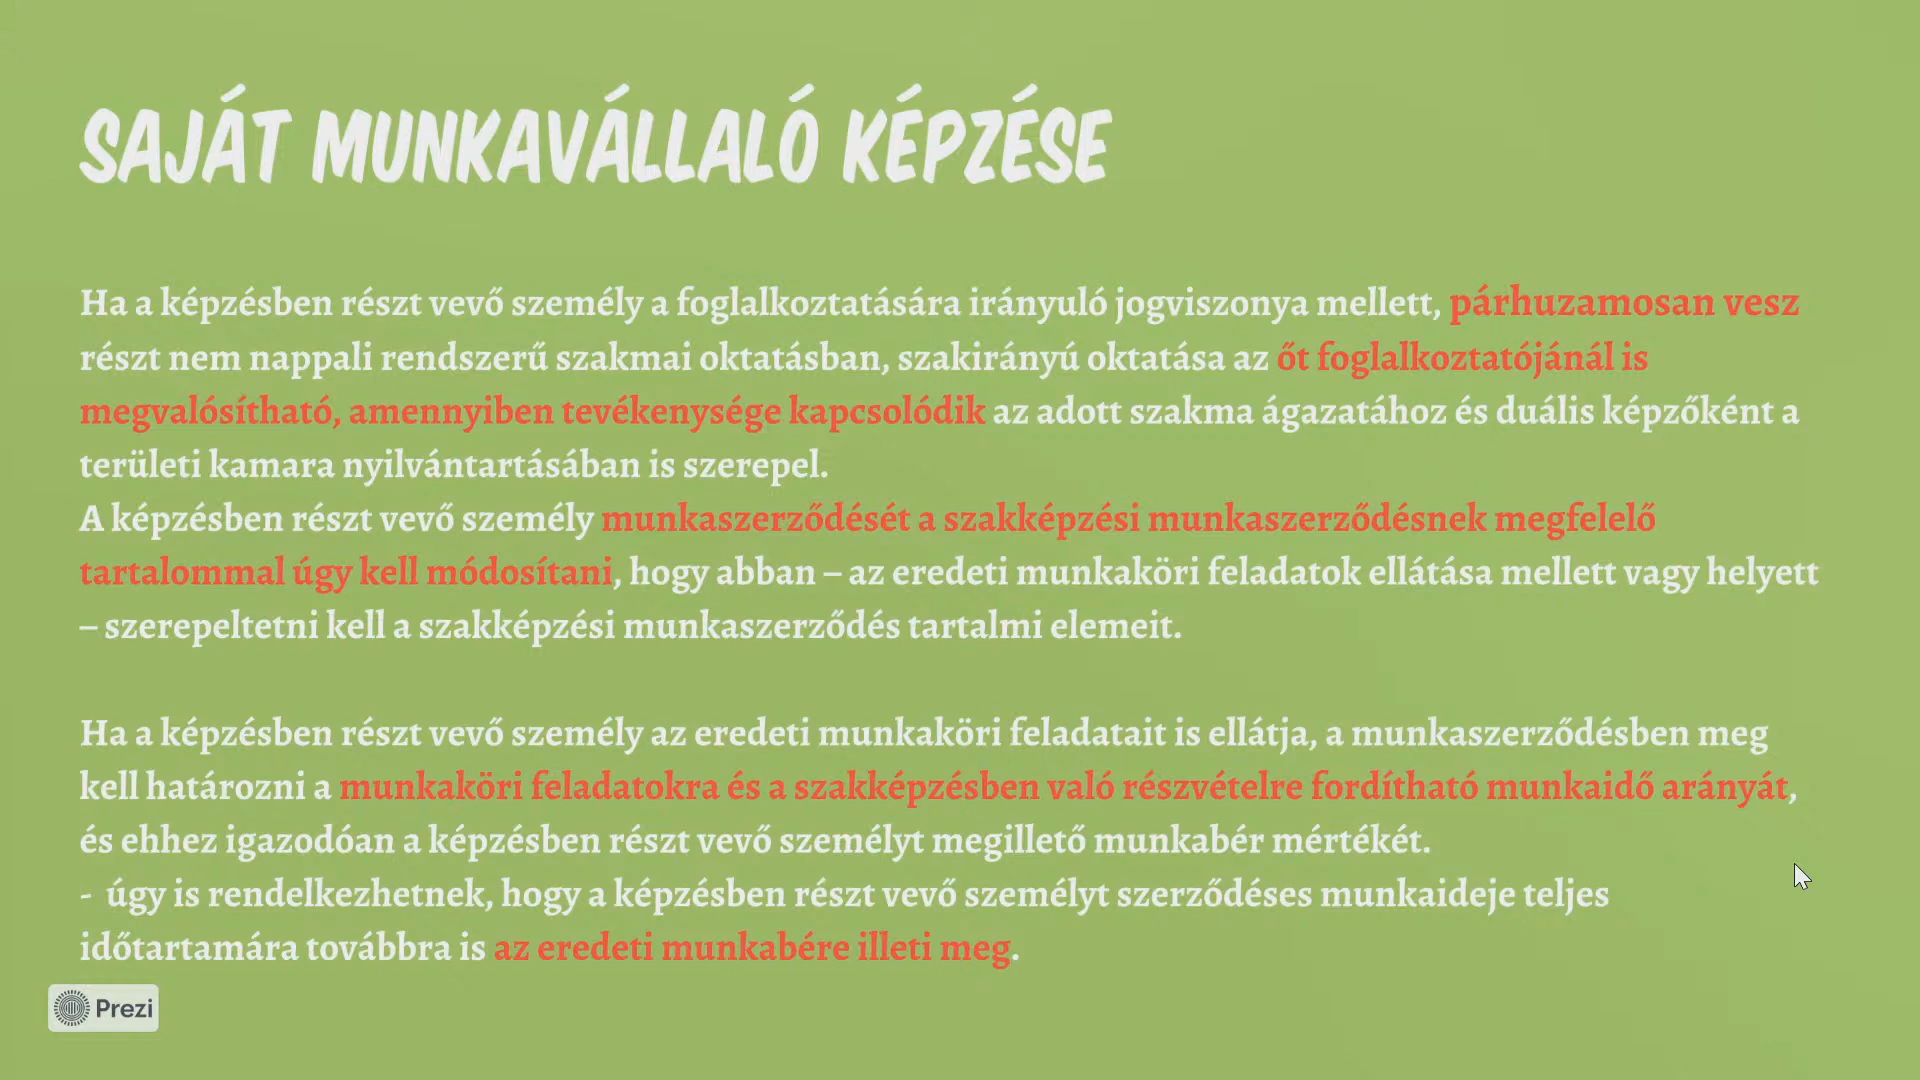 SAJÁT MUNKAVÁLLALÓ KÉPZÉSE
Ha a képzésben részt vevő személy a foglalkoztatására irányuló jogviszonya mellett, párhuzamosan vesz
részt nem nappali rendszerű szakmai oktatásban, szakirányú oktatása az őt foglalkoztatójánál is
megvalósítható, amennyiben tevékenysége kapcsolódik az adott szakma ágazatához és duális képzőként a
területi kamara nyilvántartásában is szerepel.
A képzésben részt vevő személy munkaszerződését a szakképzési munkaszerződésnek megfelelő
tartalommal úgy kell módosítani, hogy abban – az eredeti munkaköri feladatok ellátása mellett vagy helyett
– szerepeltetni kell a szakképzési munkaszerződés tartalmi elemeit.
Ha a képzésben részt vevő személy az eredeti munkaköri feladatait is ellátja, a munkaszerződésben meg
kell határozni a munkaköri feladatokra és a szakképzésben való részvételre fordítható munkaidő arányát,
és ehhez igazodóan a képzésben részt vevő személyt megillető munkabér mértékét.
- úgy is rendelkezhetnek, hogy a képzésben részt vevő személyt szerződéses munkaideje teljes
időtartamára továbbra is az eredeti munkabére illeti meg.
Prezi